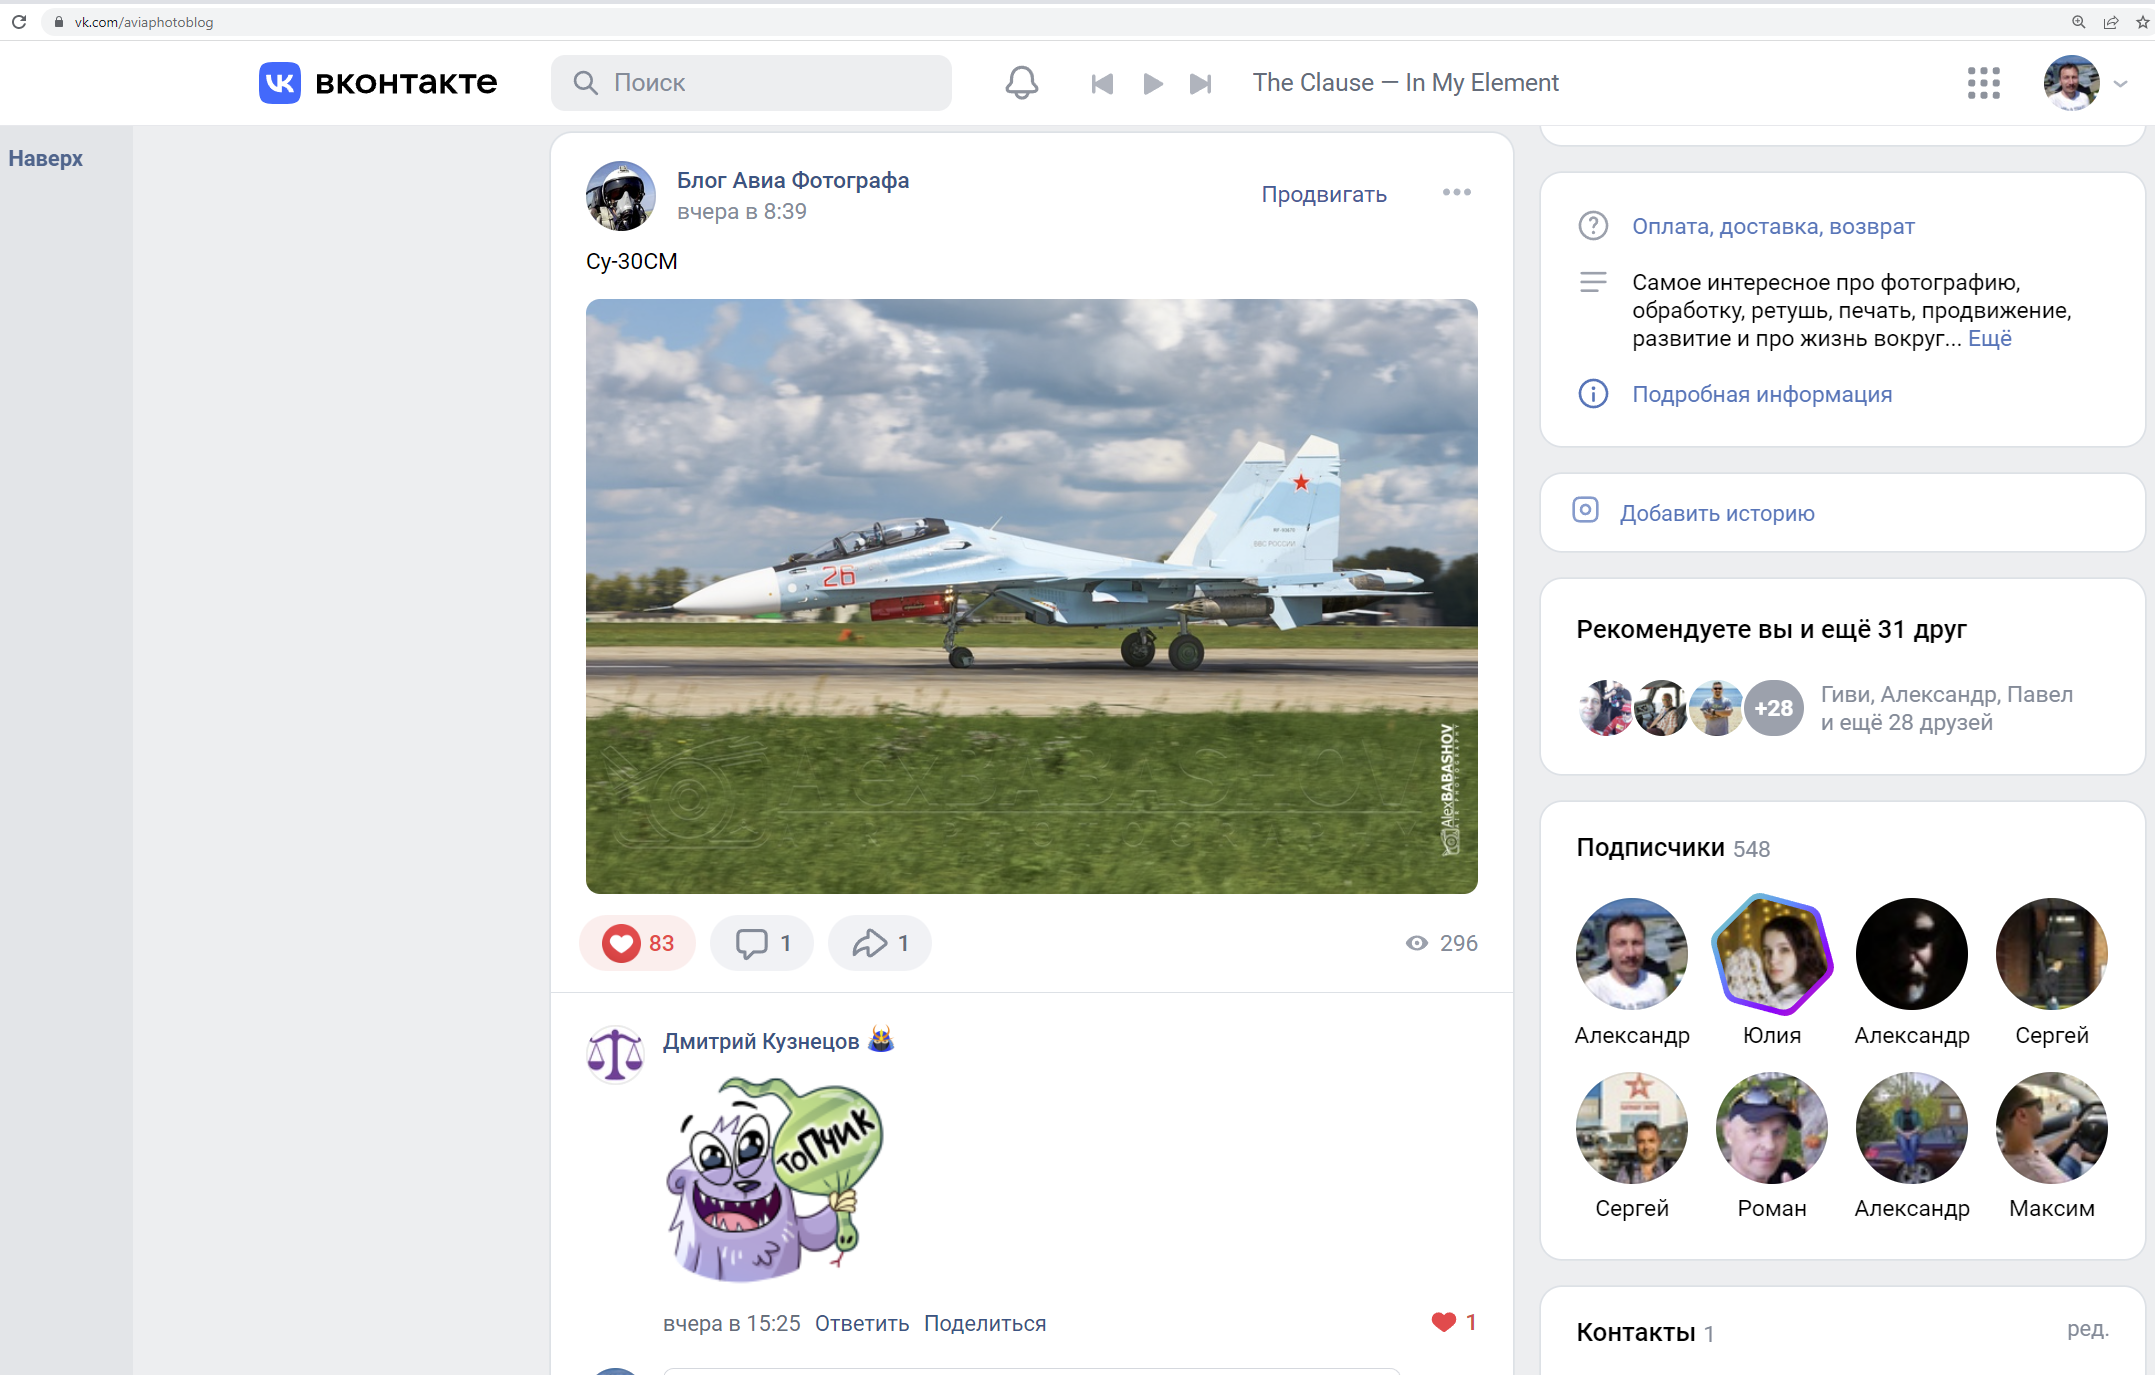 vk.com/aviaphotoblog
вконтакте
Поиск
The Clause — In My Element
Наверх
Блог Авиа Фотографа
вчера в 8:39
Продвигать
Су-30СМ
26
ВВС РОССИИ
AlexBABASHOV
83
1
1
296
Дмитрий Кузнецов
топчик
вчера в 15:25 Ответить Поделиться
1
Оплата, доставка, возврат
Самое интересное про фотографию,
обработку, ретушь, печать, продвижение,
развитие и про жизнь вокруг... Ещё
Подробная информация
Добавить историю
Рекомендуете вы и ещё 31 друг
+28
Гиви, Александр, Павел
и ещё 28 друзей
Подписчики 548
Александр
Юлия
Александр
Сергей
Сергей
Роман
Александр
Максим
Контакты 1
ред.